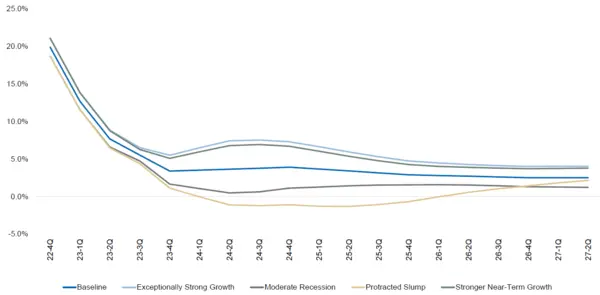 25.0%
20.0%
15.0%
10.0%
5.0%
0.0%
-5.0%
22-4Q
23-1Q
23-2Q
23-3Q
23-4Q
24-1Q
24-2Q
24-3Q
24-4Q
25-1Q
25-2Q
25-3Q
25-4Q
26-1Q
26-2Q
26-3Q
26-4Q
27-1Q
27-2Q
Baseline Exceptionally Strong Growth Moderate Recession Protracted Slump Stronger Near-Term Growth